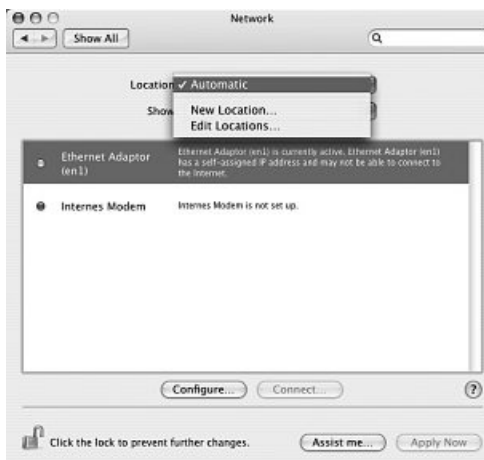 Network
Show All
Location
✓ Automatic
New Location...
Edit Locations...
Show
Ethernet Adaptor
(en1)
Ethernet Adaptor (en1) is currently active. Ethernet Adaptor (en1)
has a self-assigned IP address and may not be able to connect to
the Internet.
Internes Modem
Internes Modem is not set up.
Configure...
Connect...
?
Click the lock to prevent further changes.
Assist me...
Apply Now